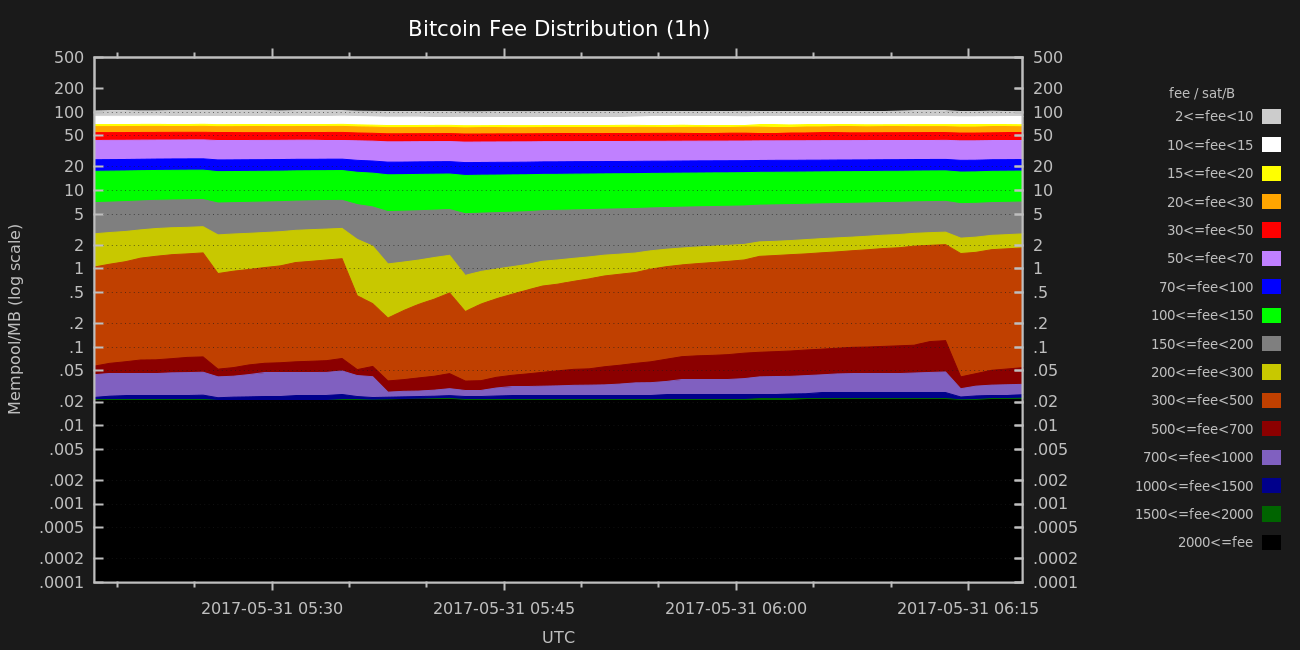 Bitcoin Fee Distribution (1h)
500 500
200 200
100 100
50 50
20 20
10 10
5 5
2 2
1 1
.5 .5
.2 .2
.1 .1
.05 .05
.02 .02
.01 .01
.005 .005
.002 .002
.001 .001
.0005 .0005
.0002 .0002
.0001 .0001
Mempool/MB (log scale)
2017-05-31 05:30 2017-05-31 05:45 2017-05-31 06:00 2017-05-31 06:15
UTC
fee / sat/B
2<=fee<10
10<=fee<15
15<=fee<20
20<=fee<30
30<=fee<50
50<=fee<70
70<=fee<100
100<=fee<150
150<=fee<200
200<=fee<300
300<=fee<500
500<=fee<700
700<=fee<1000
1000<=fee<1500
1500<=fee<2000
2000<=fee